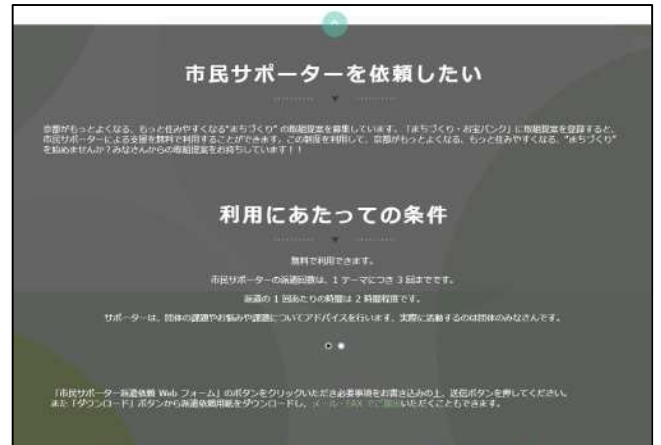 市民サポーターを依頼したい
京都がもっとよくなる、もっと住みやすくなる"まちづくり" の取組提案を募集しています。「まちづくり・お宝バンク」に取組提案を登録すると、
市民サポーターによる支援を無料で利用することができます。この制度を利用して、京都がもっとよくなる、もっと住みやすくなる、"まちづくり"
を始めませんか？みなさんからの取組提案をお待ちしています！！
利用にあたっての条件
無料で利用できます。
市民サポーターの派遣回数は、1 テーマにつき 3 回までです。
派遣の 1 回あたりの時間は 2 時間程度です。
サポーターは、団体の課題やお悩みや課題についてアドバイスを行います、実際に活動するのは団体のみなさんです。
「市民サポーター派遣依頼 Web フォーム」のボタンをクリックいただき必要事項をお書き込みの上、送信ボタンを押してください。
また「ダウンロード」ボタンから派遣依頼用紙をダウンロードし、メール・FAX でご提出いただくこともできます。